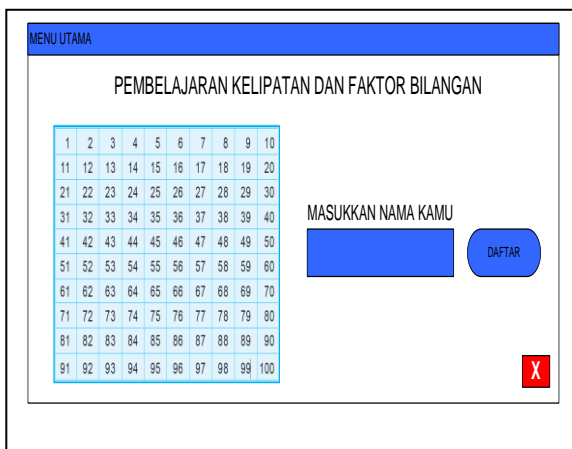 MENU UTAMA
PEMBELAJARAN KELIPATAN DAN FAKTOR BILANGAN
1 2 3 4 5 6 7 8 9 10
11 12 13 14 15 16 17 18 19 20
21 22 23 24 25 26 27 28 29 30
31 32 33 34 35 36 37 38 39 40
41 42 43 44 45 46 47 48 49 50
51 52 53 54 55 56 57 58 59 60
61 62 63 64 65 66 67 68 69 70
71 72 73 74 75 76 77 78 79 80
81 82 83 84 85 86 87 88 89 90
91 92 93 94 95 96 97 98 99 100
MASUKKAN NAMA KAMU
DAFTAR
X